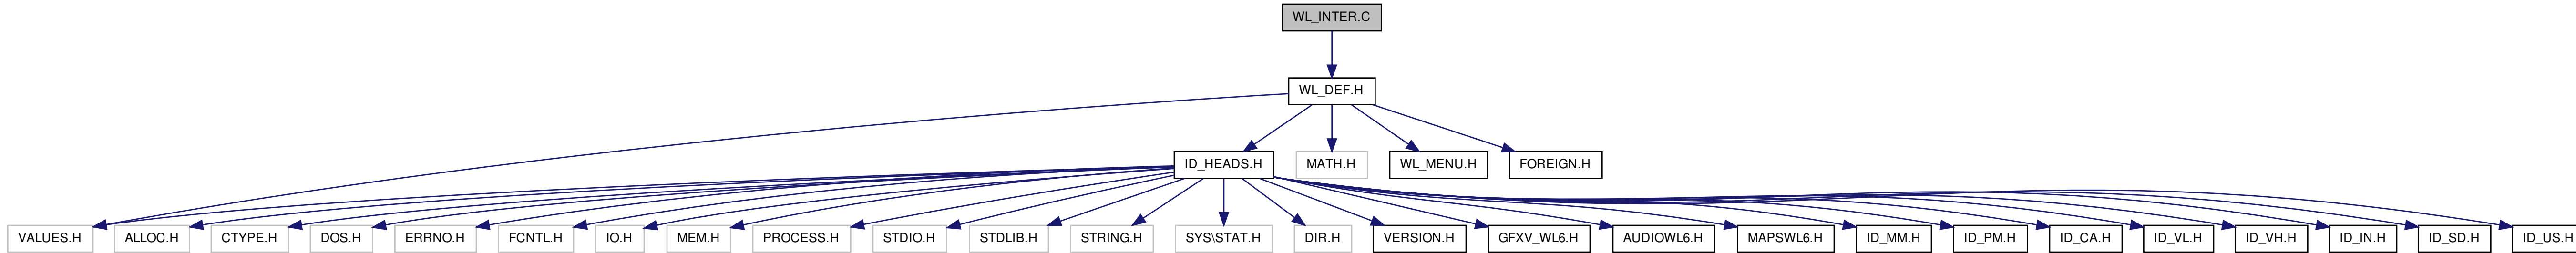 WL_INTER.C
WL_DEF.H
ID_HEADS.H
MATH.H
WL_MENU.H
FOREIGN.H
VALUES.H
ALLOC.H
CTYPE.H
DOS.H
ERRNO.H
FCNTL.H
IO.H
MEM.H
PROCESS.H
STDIO.H
STDLIB.H
STRING.H
SYS\STAT.H
DIR.H
VERSION.H
GFXV_WL6.H
AUDIOWL6.H
MAPSWL6.H
ID_MM.H
ID_PM.H
ID_CA.H
ID_VL.H
ID_VH.H
ID_IN.H
ID_SD.H
ID_US.H